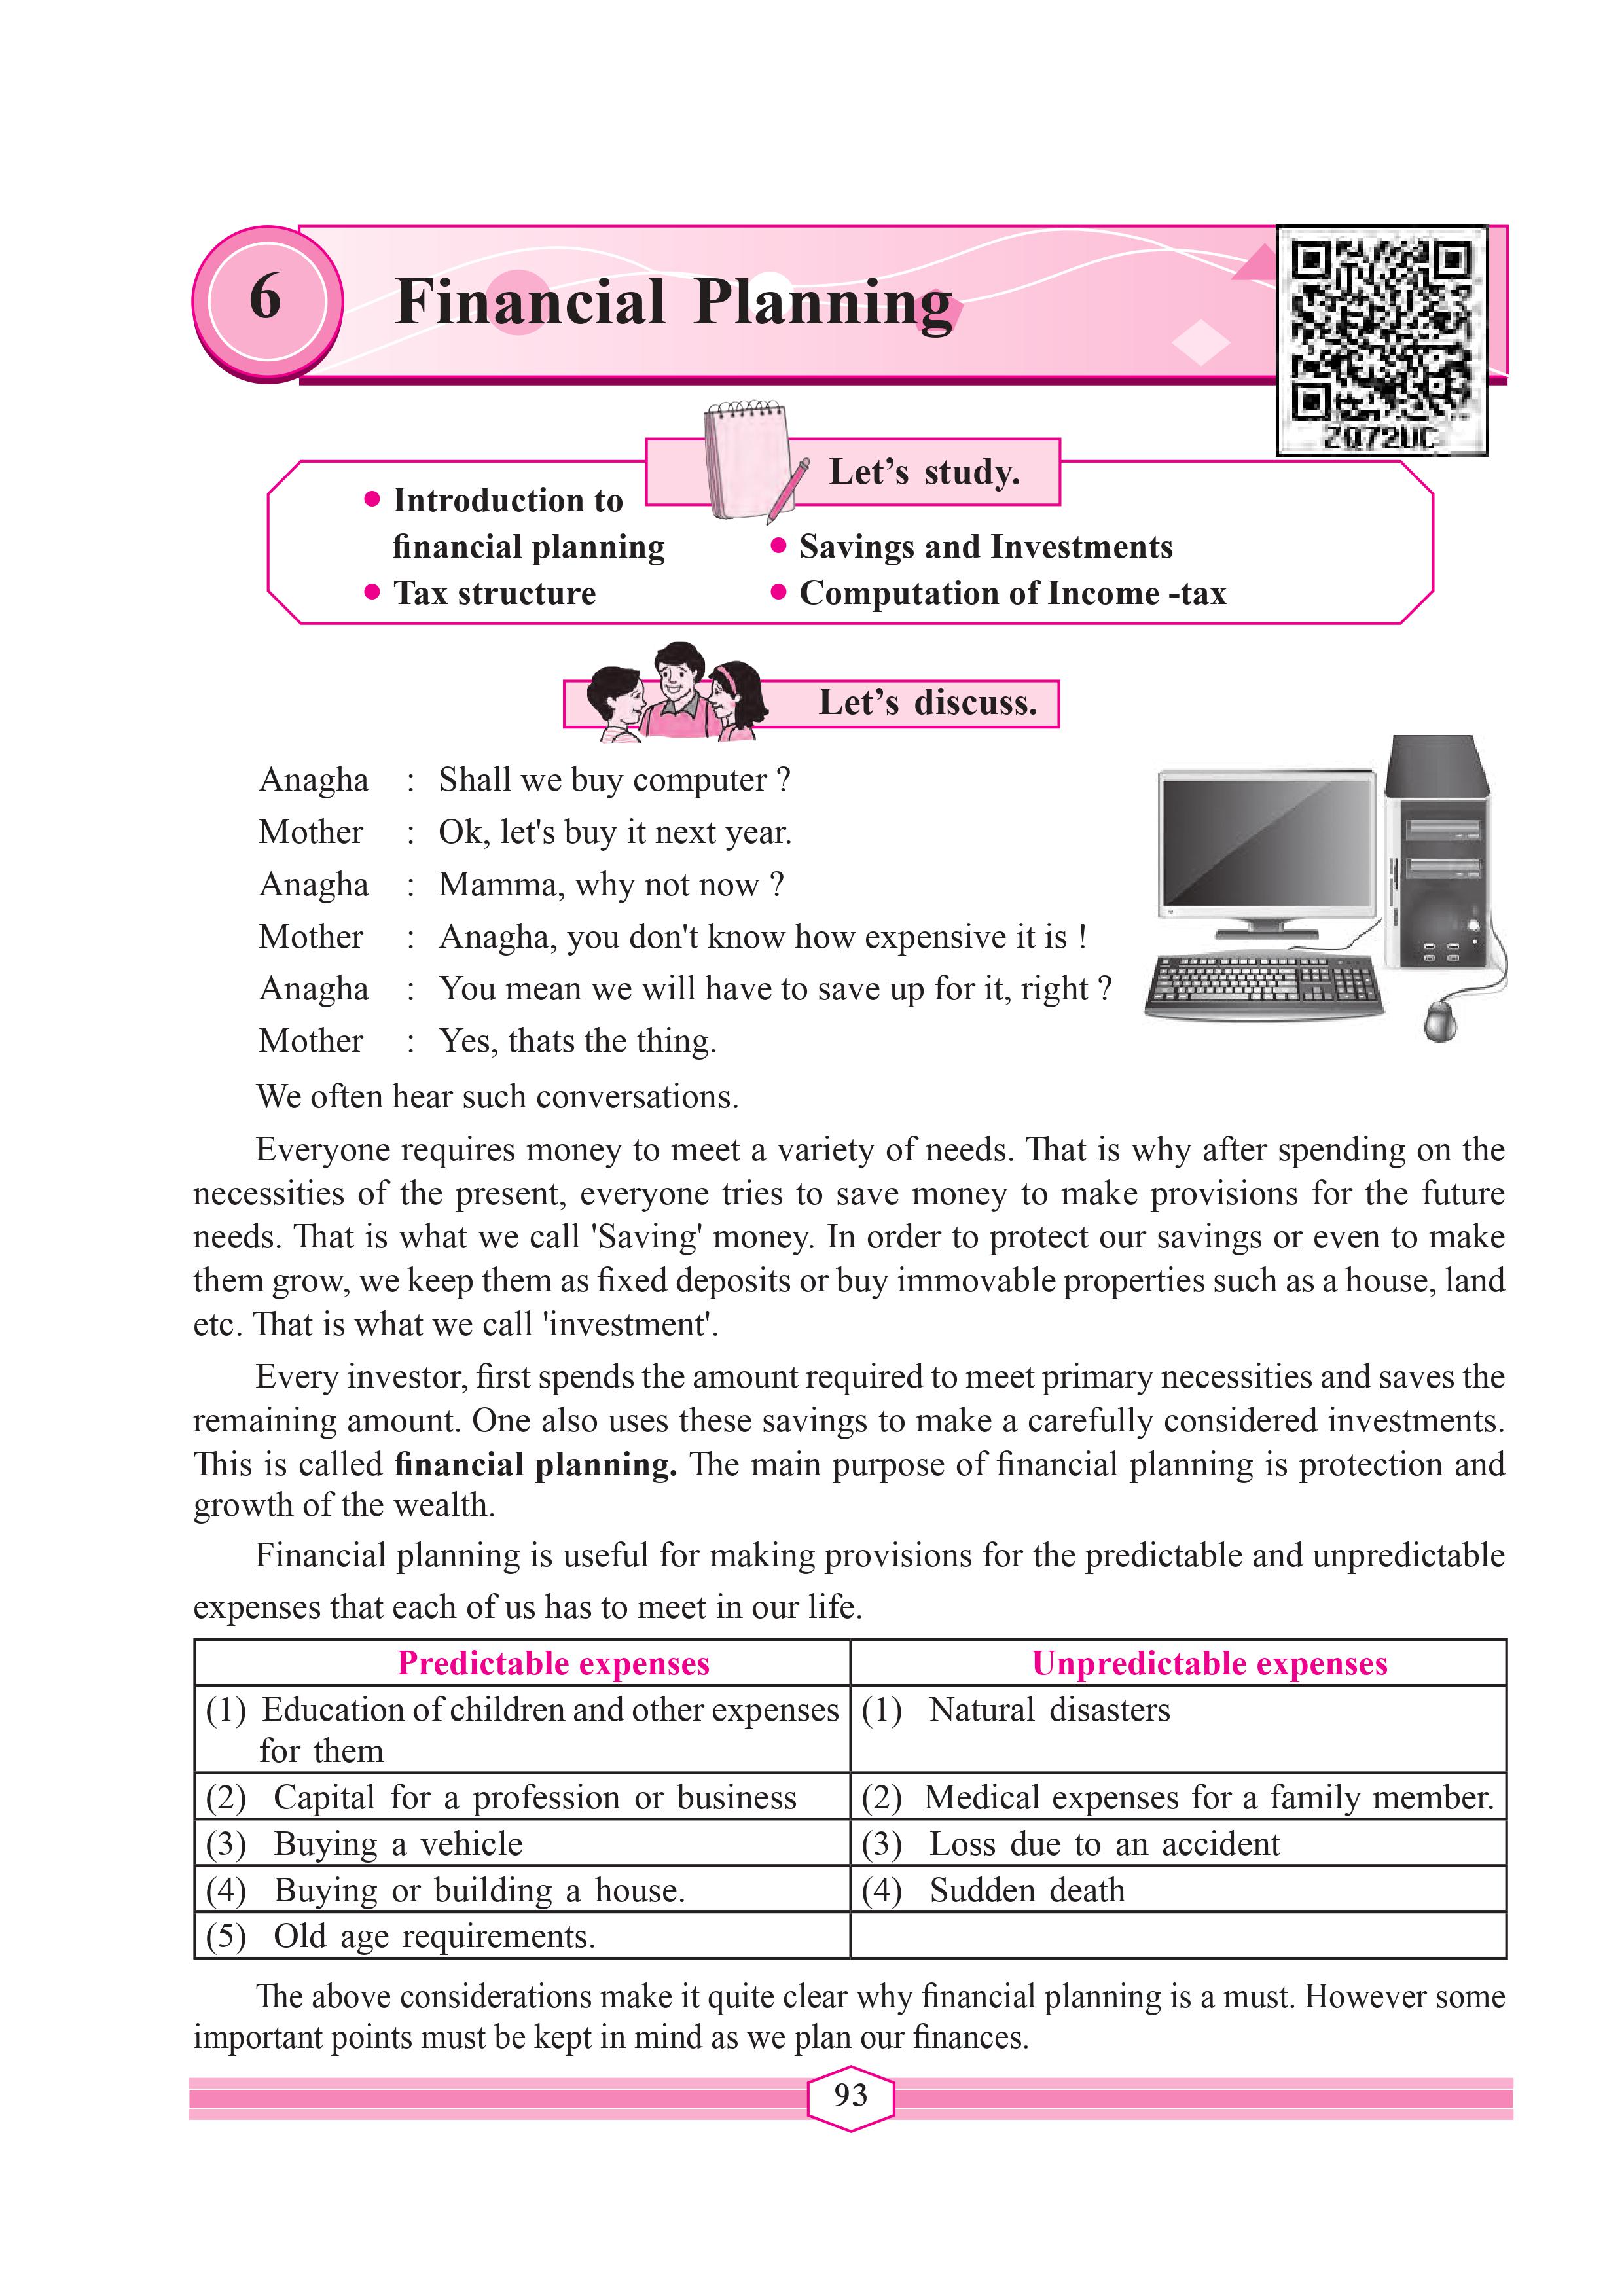 6
Financial Planning
ZQ72UC
Let’s study.
• Introduction to
financial planning
• Savings and Investments
• Tax structure
• Computation of Income -tax
Let’s discuss.
Anagha : Shall we buy computer ?
Mother : Ok, let's buy it next year.
Anagha : Mamma, why not now ?
Mother : Anagha, you don't know how expensive it is !
Anagha : You mean we will have to save up for it, right ?
Mother : Yes, thats the thing.
We often hear such conversations.
Everyone requires money to meet a variety of needs. That is why after spending on the
necessities of the present, everyone tries to save money to make provisions for the future
needs. That is what we call 'Saving' money. In order to protect our savings or even to make
them grow, we keep them as fixed deposits or buy immovable properties such as a house, land
etc. That is what we call 'investment'.
Every investor, first spends the amount required to meet primary necessities and saves the
remaining amount. One also uses these savings to make a carefully considered investments.
This is called financial planning. The main purpose of financial planning is protection and
growth of the wealth.
Financial planning is useful for making provisions for the predictable and unpredictable
expenses that each of us has to meet in our life.
Predictable expenses
Unpredictable expenses
(1) Education of children and other expenses
for them
(1) Natural disasters
(2) Capital for a profession or business
(2) Medical expenses for a family member.
(3) Buying a vehicle
(3) Loss due to an accident
(4) Buying or building a house.
(4) Sudden death
(5) Old age requirements.
The above considerations make it quite clear why financial planning is a must. However some
important points must be kept in mind as we plan our finances.
93